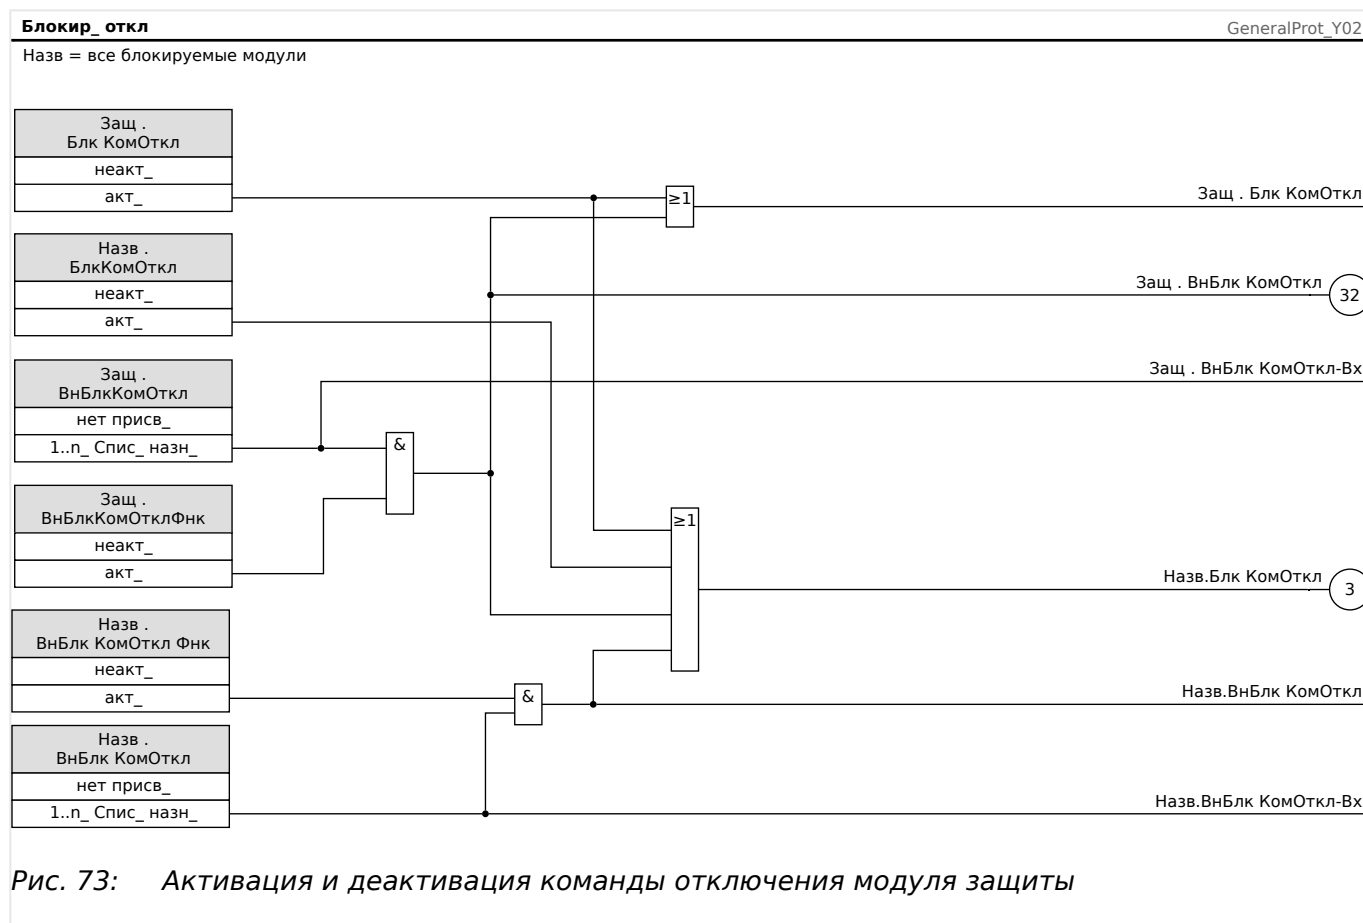 Блокир_ откл
GeneralProt_Y02
Назв = все блокируемые модули
Защ .
Блк КомОткл
неакт_
акт_
≥1
Защ . Блк КомОткл
Назв .
БлкКомОткл
неакт_
акт_
Защ . ВнБлк КомОткл
32
Защ .
ВнБлкКомОткл
нет присв_
1..n_ Спис_ назн_
&
Защ . ВнБлк КомОткл-Вх
Защ .
ВнБлкКомОтклФнк
неакт_
акт_
≥1
Назв.Блк КомОткл
3
Назв .
ВнБлк КомОткл Фнк
неакт_
акт_
&
Назв.ВнБлк КомОткл
Назв .
ВнБлк КомОткл
нет присв_
1..n_ Спис_ назн_
Назв.ВнБлк КомОткл-Вх
Рис. 73: Активация и деактивация команды отключения модуля защиты